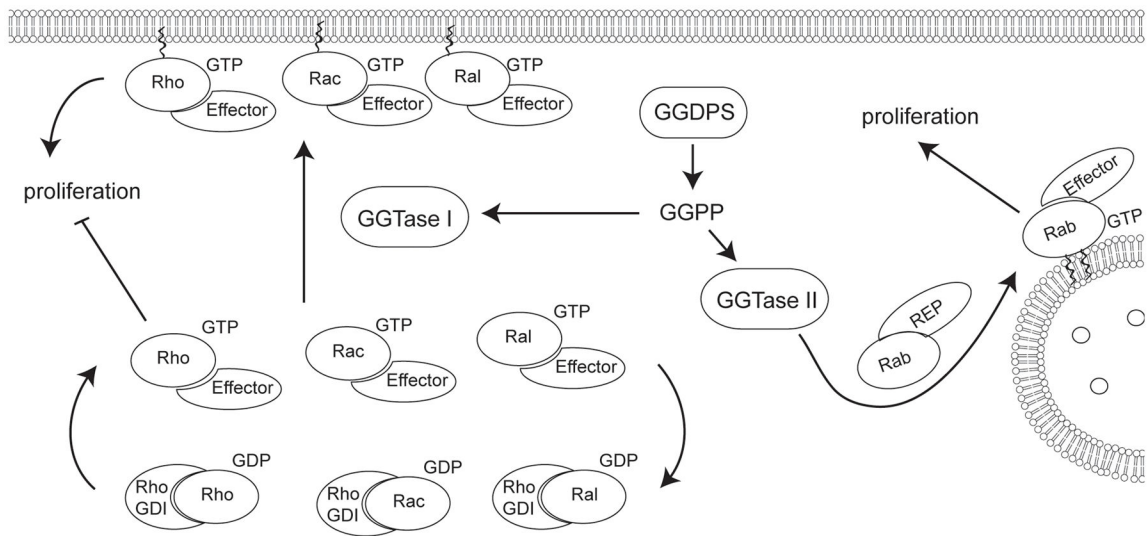 Rho
GTP
Effector
Rac
GTP
Effector
Ral
GTP
Effector
proliferation
GGTase I
GGDPS
GGPP
GGTase II
proliferation
Effector
Rab
GTP
REP
Rab
Rho
GTP
Effector
Rac
GTP
Effector
Ral
GTP
Effector
Rho
GDI
Rho
GDP
Rho
GDI
Rac
GDP
Rho
GDI
Ral
GDP